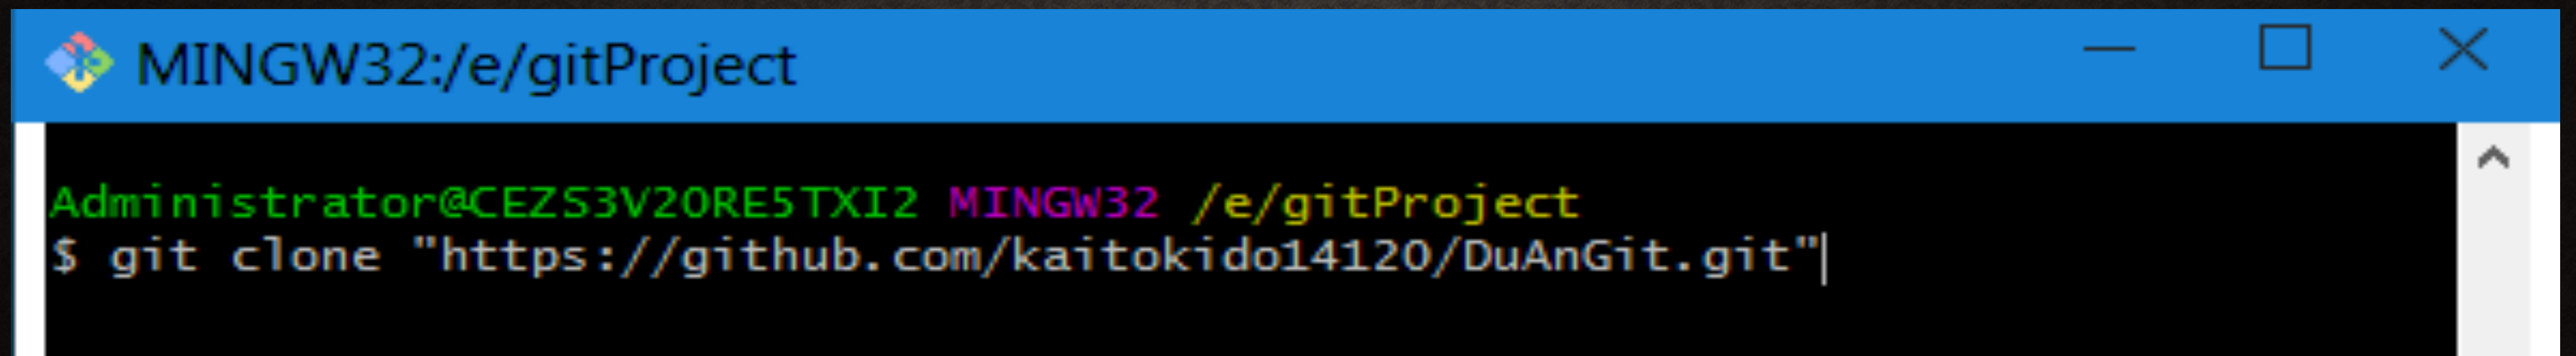 MINGW32:/e/gitProject
Administrator@CEZS3V2ORE5TXI2 MINGW32 /e/gitProject
$ git clone "https://github.com/kaitokido14120/DuAnGit.git"